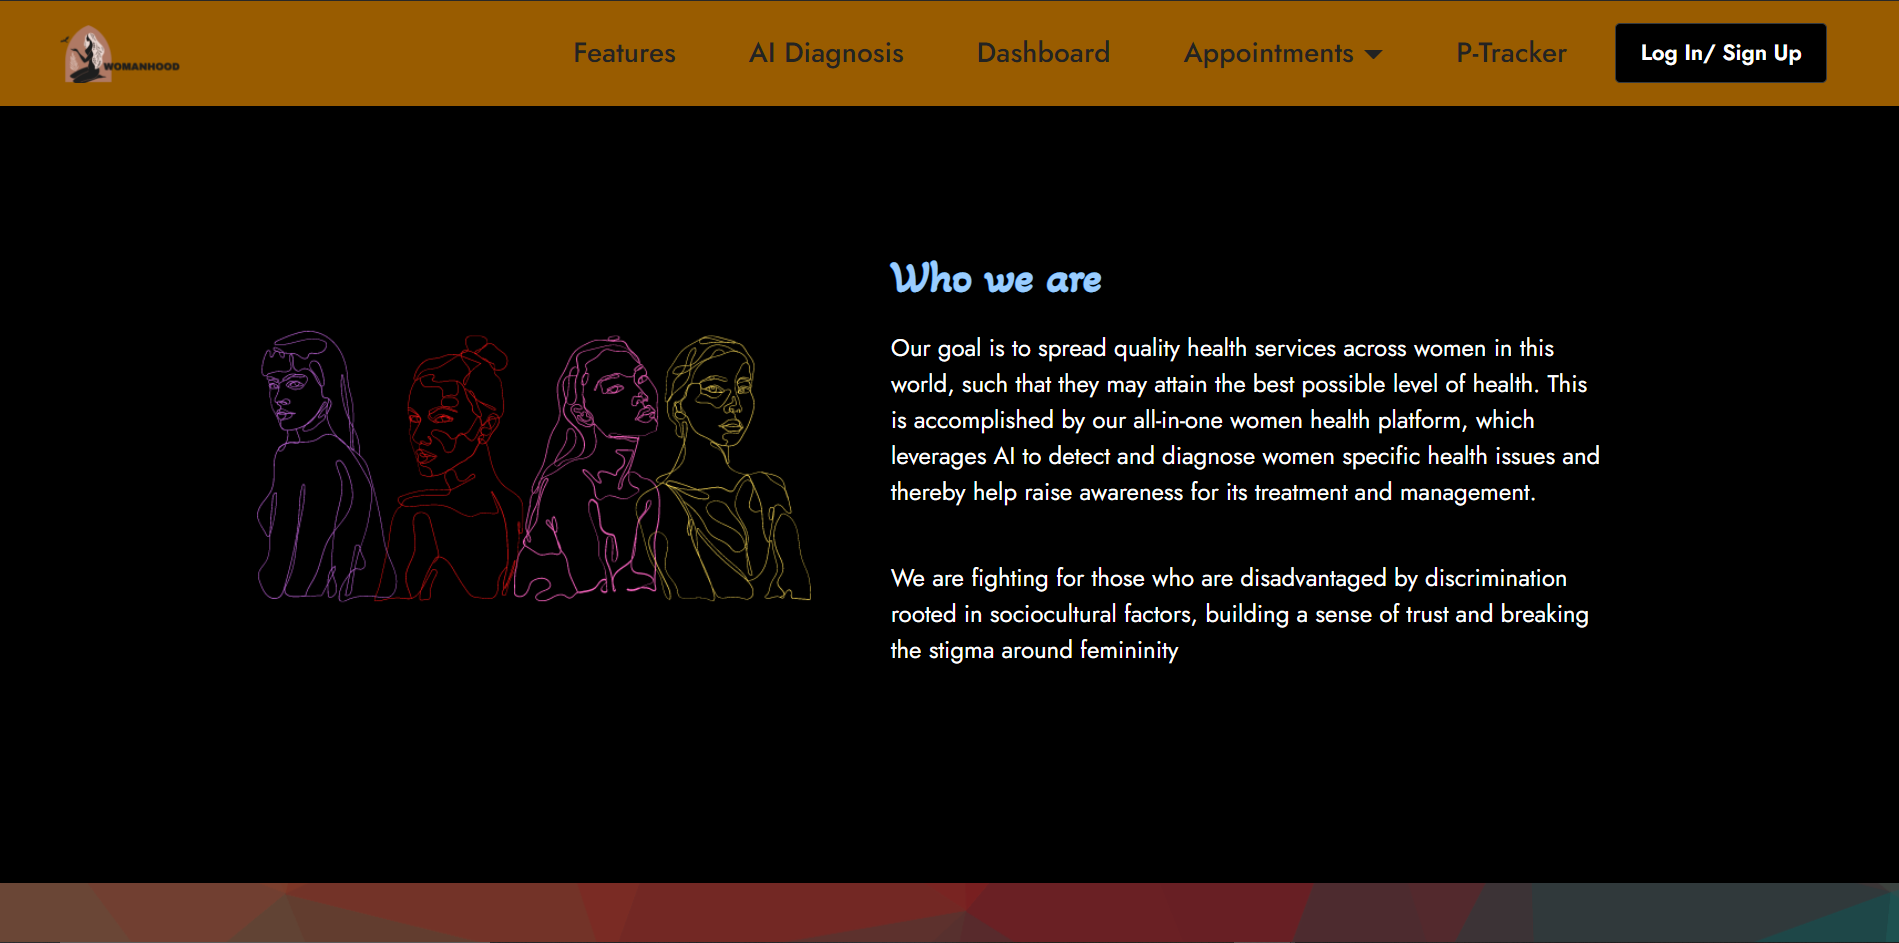 WOMANHOOD
Features
AI Diagnosis
Dashboard
Appointments
P-Tracker
Log In/ Sign Up
Who we are
Our goal is to spread quality health services across women in this
world, such that they may attain the best possible level of health. This
is accomplished by our all-in-one women health platform, which
leverages AI to detect and diagnose women specific health issues and
thereby help raise awareness for its treatment and management.
We are fighting for those who are disadvantaged by discrimination
rooted in sociocultural factors, building a sense of trust and breaking
the stigma around femininity